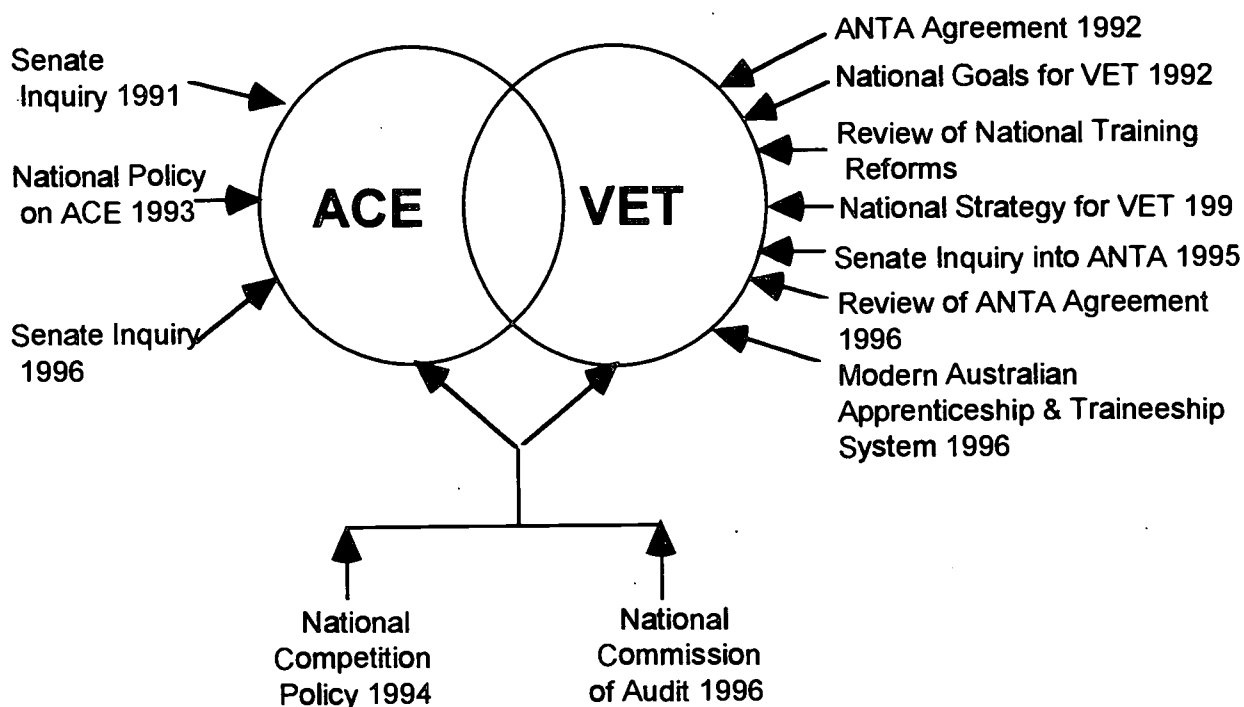 Senate
Inquiry 1991
National Policy
on ACE 1993
Senate Inquiry
1996
ACE
VET
ANTA Agreement 1992
National Goals for VET 1992
Review of National Training
Reforms
National Strategy for VET 199
Senate Inquiry into ANTA 1995
Review of ANTA Agreement
1996
Modern Australian
Apprenticeship & Traineeship
System 1996
National
Competition
Policy 1994
National
Commission
of Audit 1996